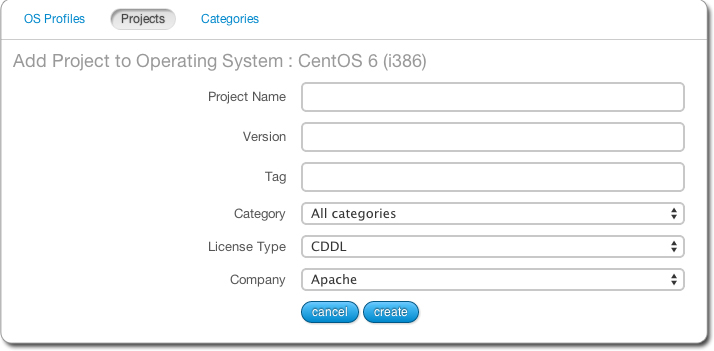 OS Profiles Projects Categories
Add Project to Operating System : CentOS 6 (i386)
Project Name
Version
Tag
Category All categories
License Type CDDL
Company Apache
cancel create